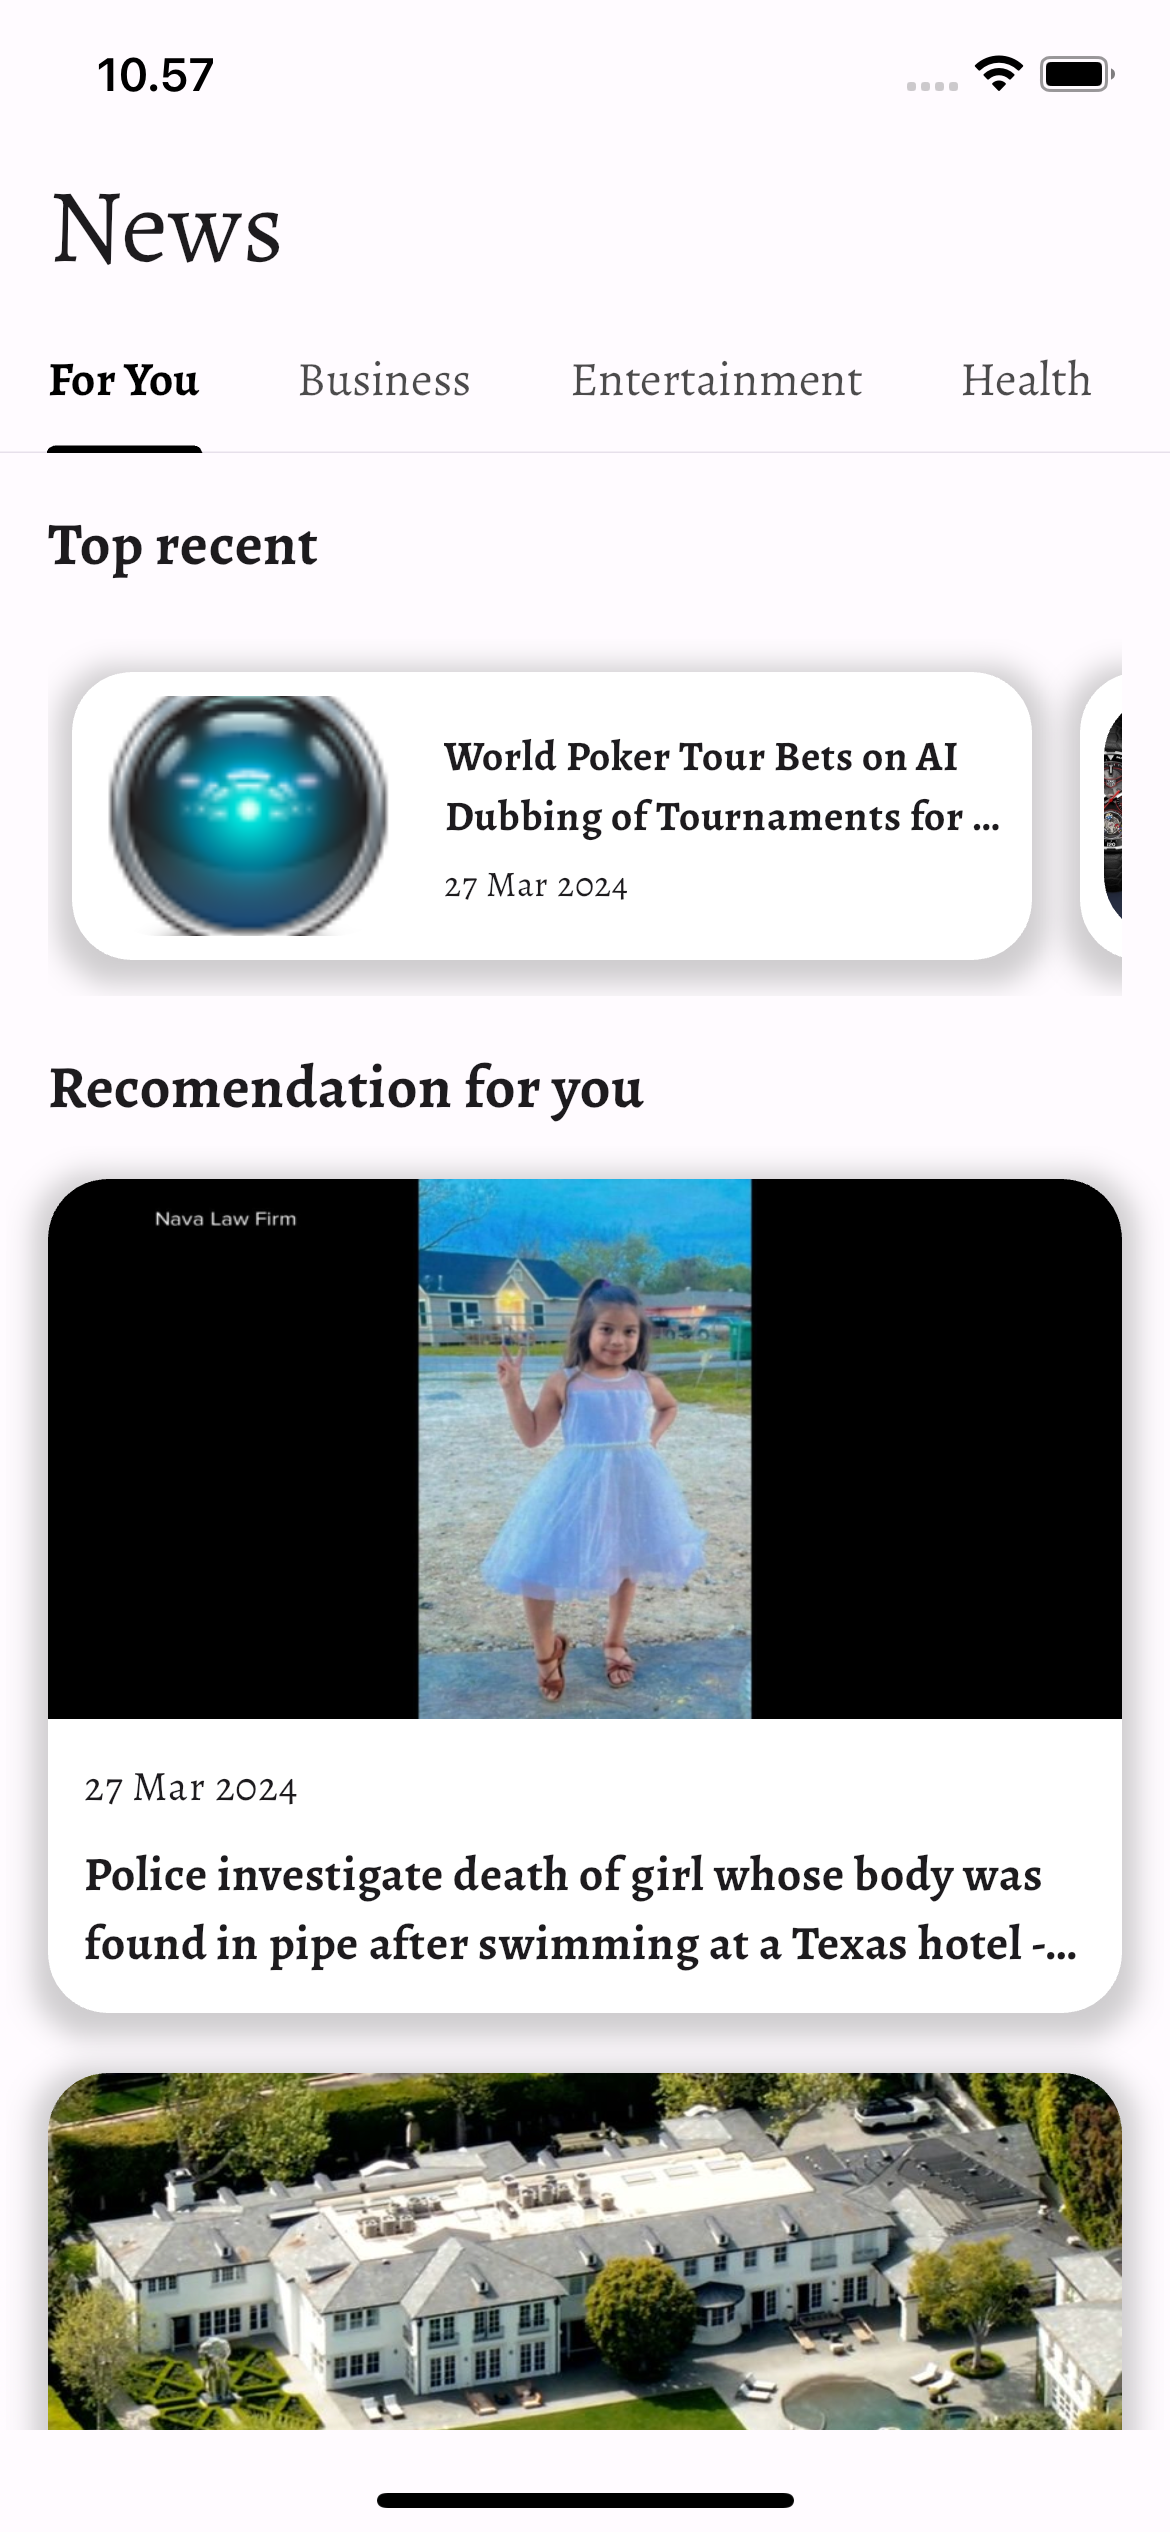 10.57
News
For You Business Entertainment Health
Top recent
World Poker Tour Bets on AI
Dubbing of Tournaments for ...
27 Mar 2024
Recomendation for you
Nava Law Firm
27 Mar 2024
Police investigate death of girl whose body was
found in pipe after swimming at a Texas hotel -...